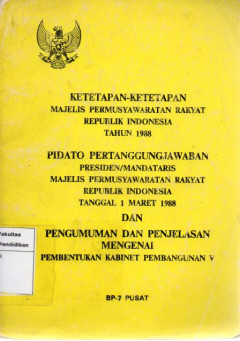 KETETAPAN-KETETAPAN
MAJELIS PERMUSYAWARATAN RAKYAT
REPUBLIK INDONESIA
TAHUN 1988
PIDATO PERTANGGUNGJAWABAN
PRESIDEN/MANDATARIS
MAJELIS PERMUSYAWARATAN RAKYAT
REPUBLIK INDONESIA
TANGGAL 1 MARET 1988
DAN
PENGUMUMAN DAN PENJELASAN
MENGENAI
PEMBENTUKAN KABINET PEMBANGUNAN V
Fakultas
Pendidikan
BP-7 PUSAT